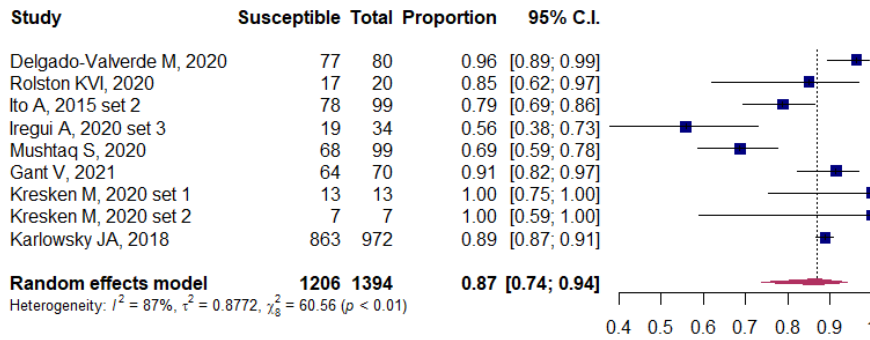 Study Susceptible Total Proportion 95% C.I.
Delgado-Valverde M, 2020 77 80 0.96 [0.89; 0.99]
Rolston KVI, 2020 17 20 0.85 [0.62; 0.97]
Ito A, 2015 set 2 78 99 0.79 [0.69; 0.86]
Iregui A, 2020 set 3 19 34 0.56 [0.38; 0.73]
Mushtaq S, 2020 68 99 0.69 [0.59; 0.78]
Gant V, 2021 64 70 0.91 [0.82; 0.97]
Kresken M, 2020 set 1 13 13 1.00 [0.75; 1.00]
Kresken M, 2020 set 2 7 7 1.00 [0.59; 1.00]
Karlowsky JA, 2018 863 972 0.89 [0.87; 0.91]
Random effects model 1206 1394 0.87 [0.74; 0.94]
Heterogeneity: I² = 87%, τ² = 0.8772, χ²₈ = 60.56 (p < 0.01)
0.4 0.5 0.6 0.7 0.8 0.9 1